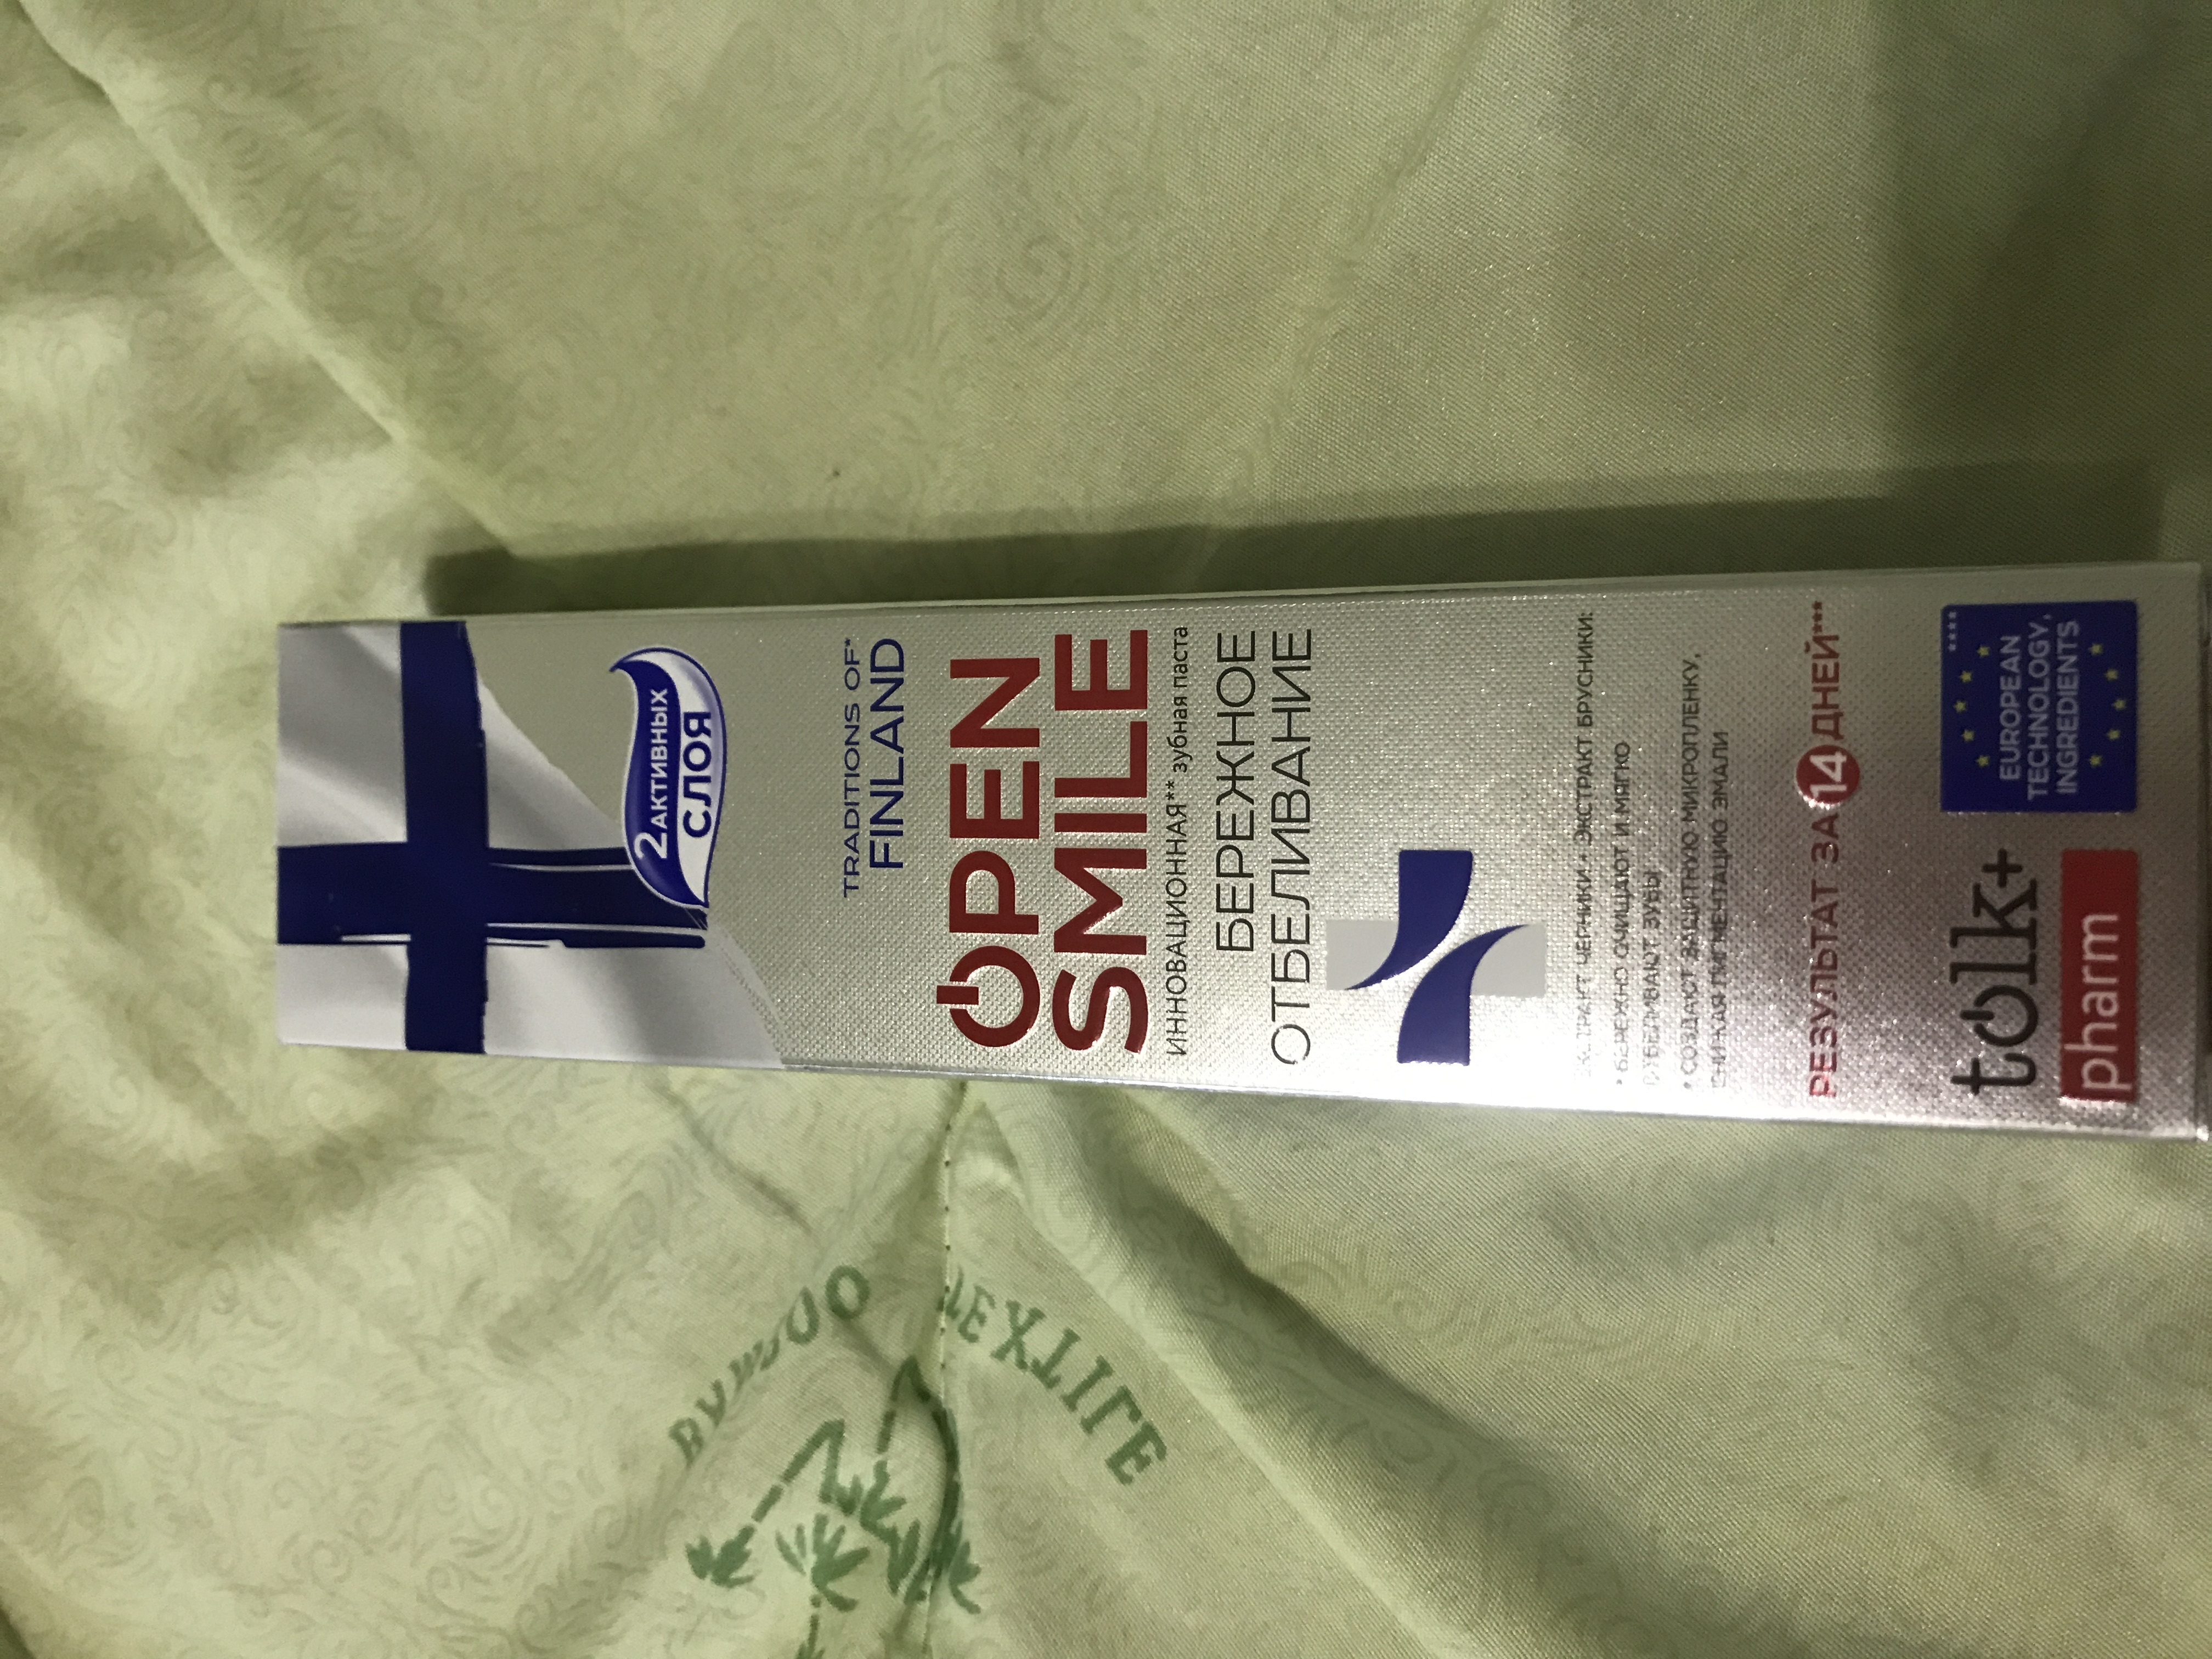 2 АКТИВНЫХ
СЛОЯ
TRADITIONS OF*
FINLAND
OPEN
SMILE
ИННОВАЦИОННАЯ** зубная паста
БЕРЕЖНОЕ
ОТБЕЛИВАНИЕ
ЭКСТРАКТ ЧЕРНИКИ + ЭКСТРАКТ БРУСНИКИ:
• БЕРЕЖНО ОЧИЩАЮТ И МЯГКО
ОТБЕЛИВАЮТ ЗУБЫ
• СОЗДАЮТ ЗАЩИТНУЮ МИКРОПЛЕНКУ,
СНИЖАЯ ПИГМЕНТАЦИЮ ЭМАЛИ
РЕЗУЛЬТАТ ЗА 14 ДНЕЙ***
tolk+
pharm
****
EUROPEAN
TECHNOLOGY,
INGREDIENTS
TEXTILE